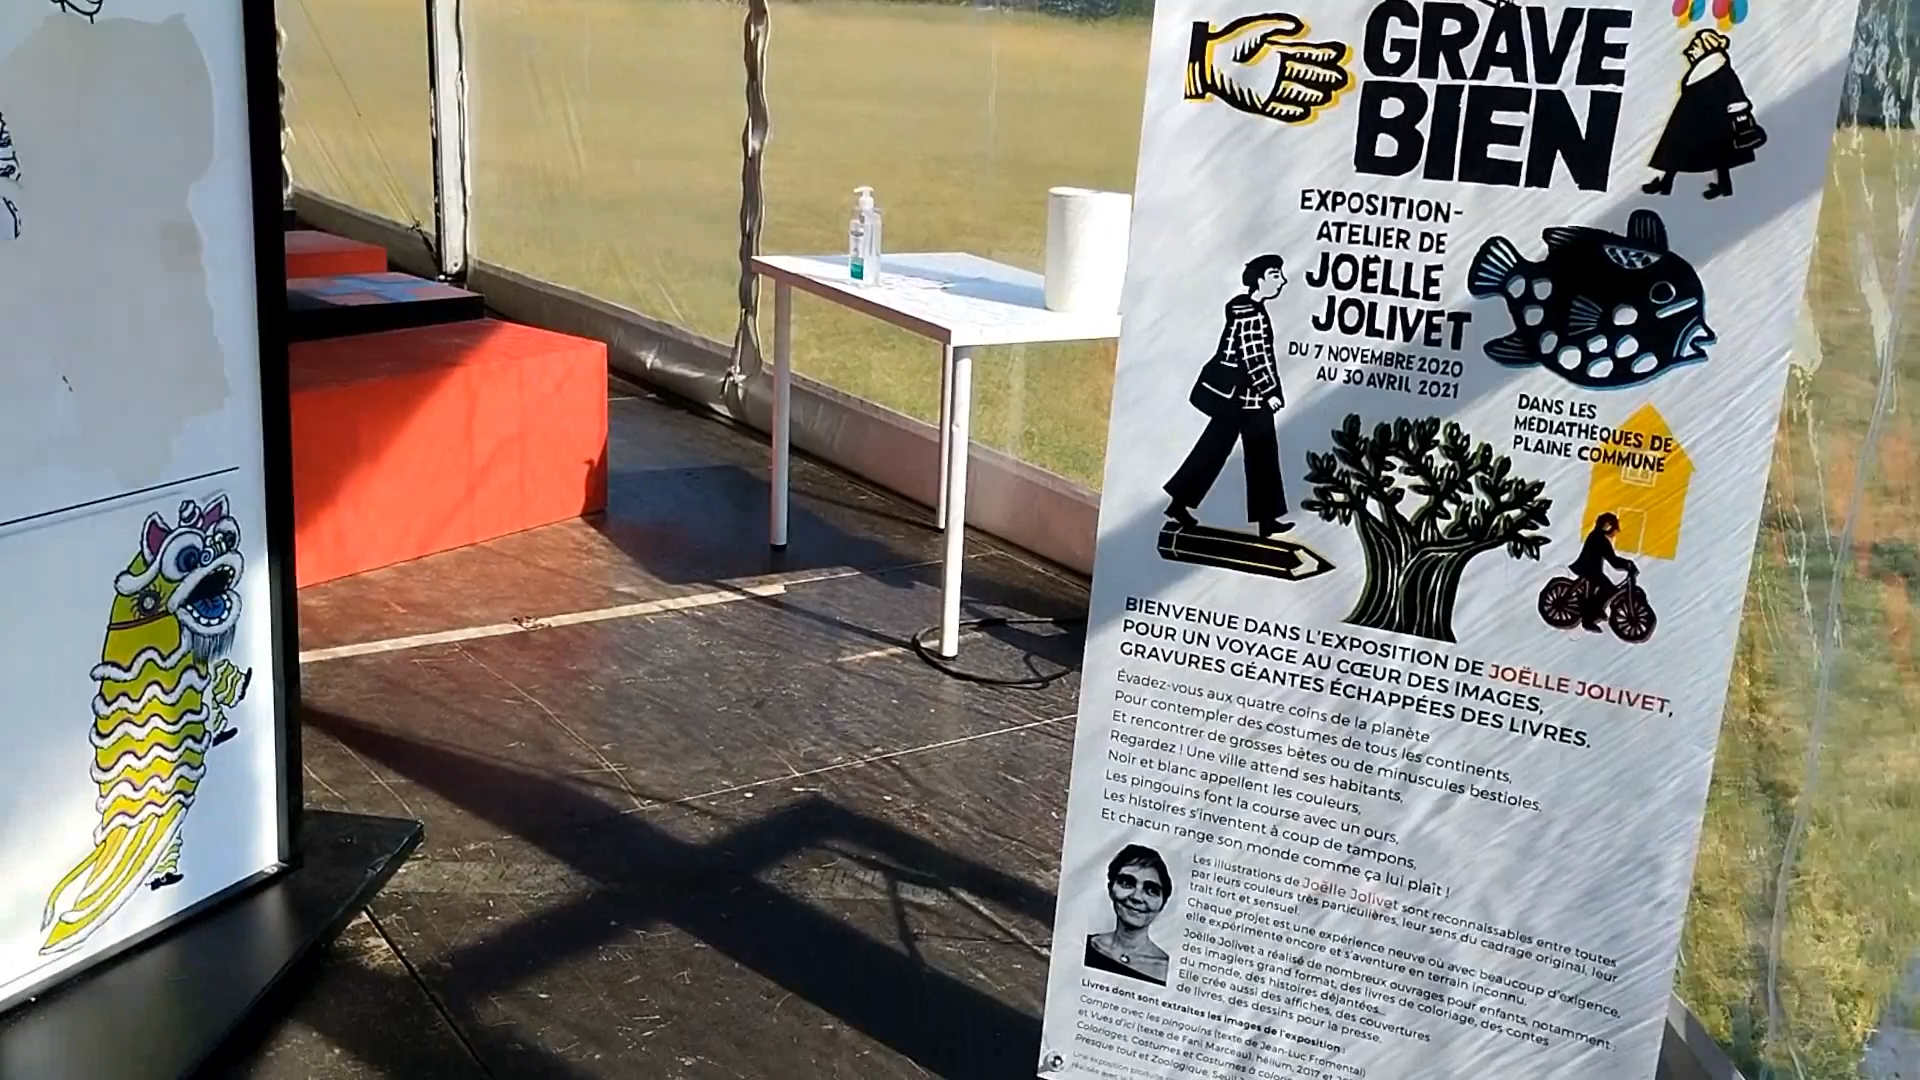 GRAVE
BIEN
EXPOSITION-
ATELIER DE
JOËLLE
JOLIVET
DU 7 NOVEMBRE 2020
AU 30 AVRIL 2021
DANS LES
MÉDIATHÈQUES DE
PLAINE COMMUNE
BIENVENUE DANS L'EXPOSITION DE JOËLLE JOLIVET,
POUR UN VOYAGE AU CŒUR DES IMAGES,
GRAVURES GÉANTES ÉCHAPPÉES DES LIVRES.
Évadez-vous aux quatre coins de la planète
Pour contempler des costumes de tous les continents,
Et rencontrer de grosses bêtes ou de minuscules bestioles.
Regardez ! Une ville attend ses habitants,
Noir et blanc appellent les couleurs,
Les pingouins font la course avec un ours,
Les histoires s'inventent à coup de tampons,
Et chacun range son monde comme ça lui plaît !
Les illustrations de Joëlle Jolivet sont reconnaissables entre toutes
par leurs couleurs très particulières, leur sens du cadrage original, leur
trait fort et sensuel.
Chaque projet est une expérience neuve où avec beaucoup d'exigence,
elle expérimente encore et s'aventure en terrain inconnu.
Joëlle Jolivet a réalisé de nombreux ouvrages pour enfants, notamment :
des imagiers grand format, des livres de coloriage, des contes
du monde, des histoires déjantées...
Elle crée aussi des affiches, des couvertures
de livres, des dessins pour la presse.
Livres dont sont extraites les images de l'exposition :
Compte avec les pingouins (texte de Jean-Luc Fromental)
et Vues d'ici (texte de Fani Marceau), hélium, 2017 et
Coloriages, Costumes et Costumes à colorier
Presque tout et Zoologique, Seuil
Une exposition produite
réalisée avec